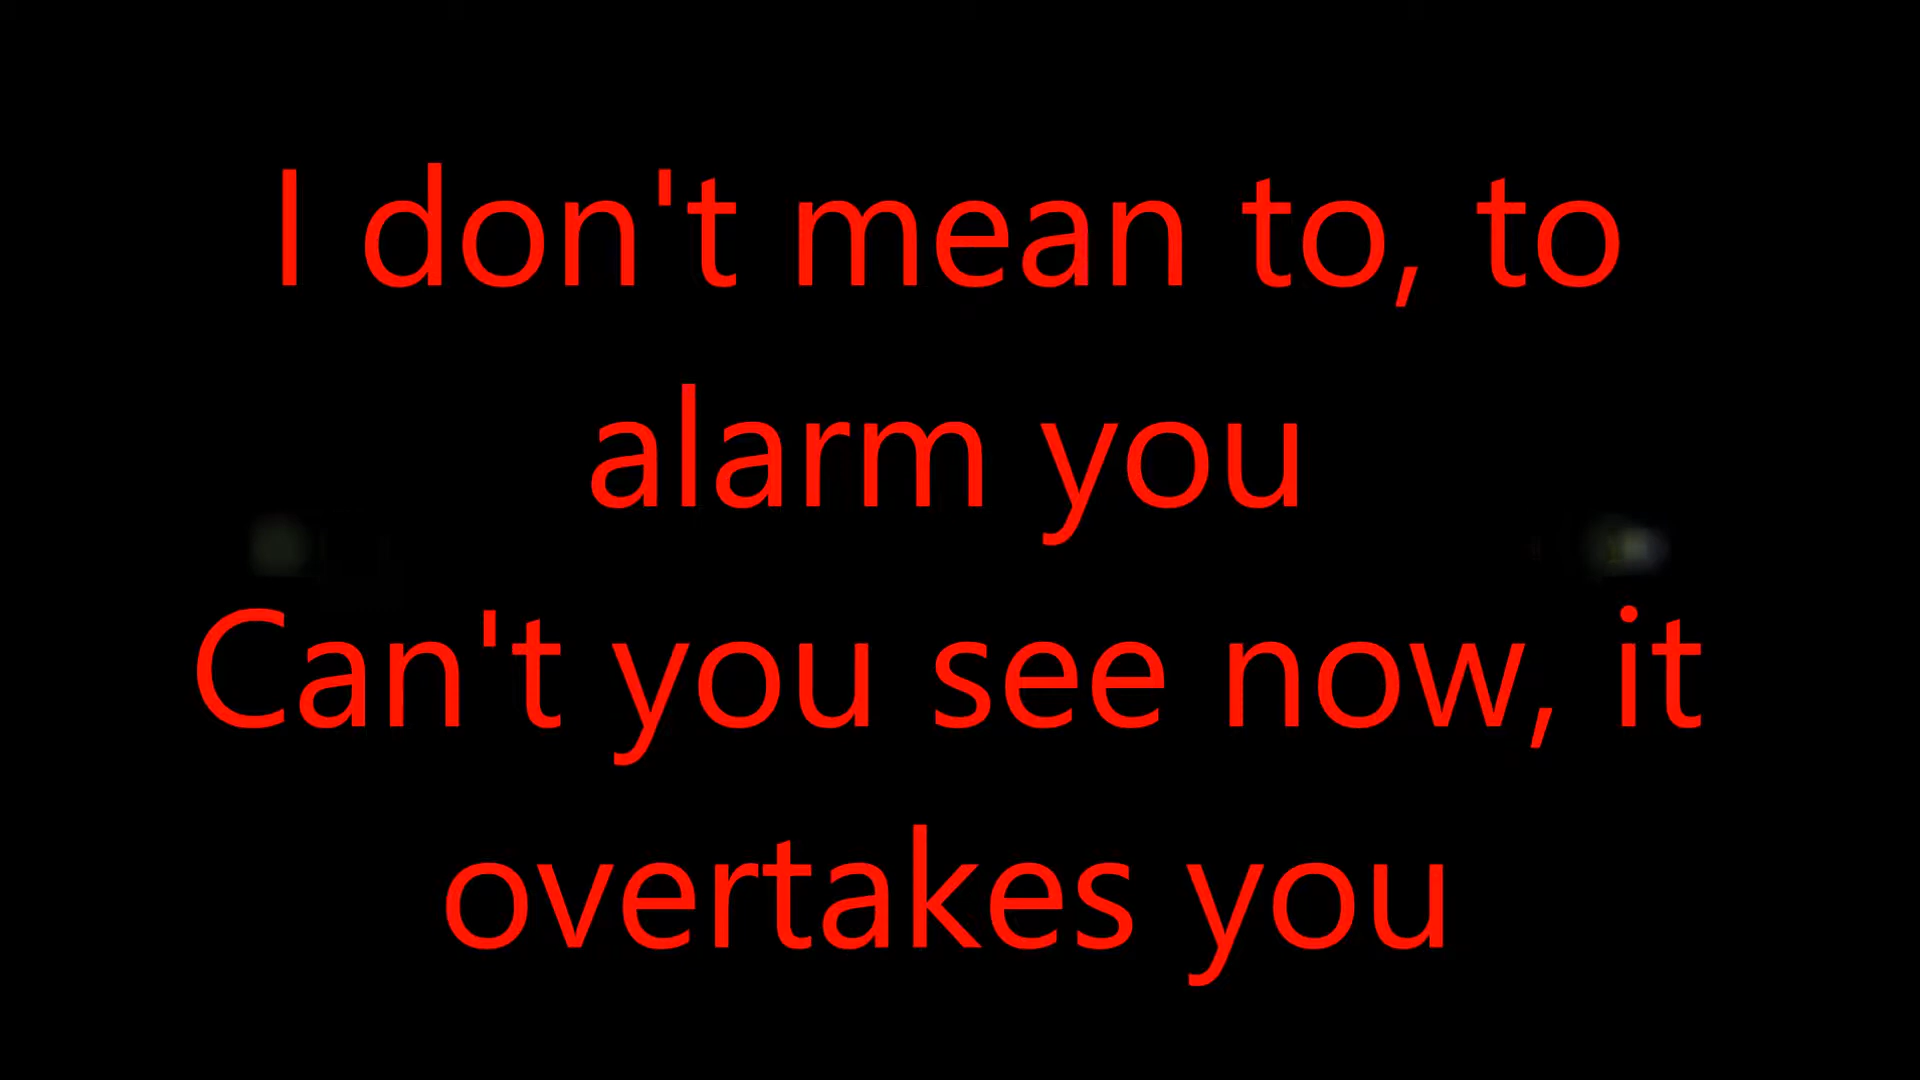 I don't mean to, to
alarm you
Can't you see now, it
overtakes you